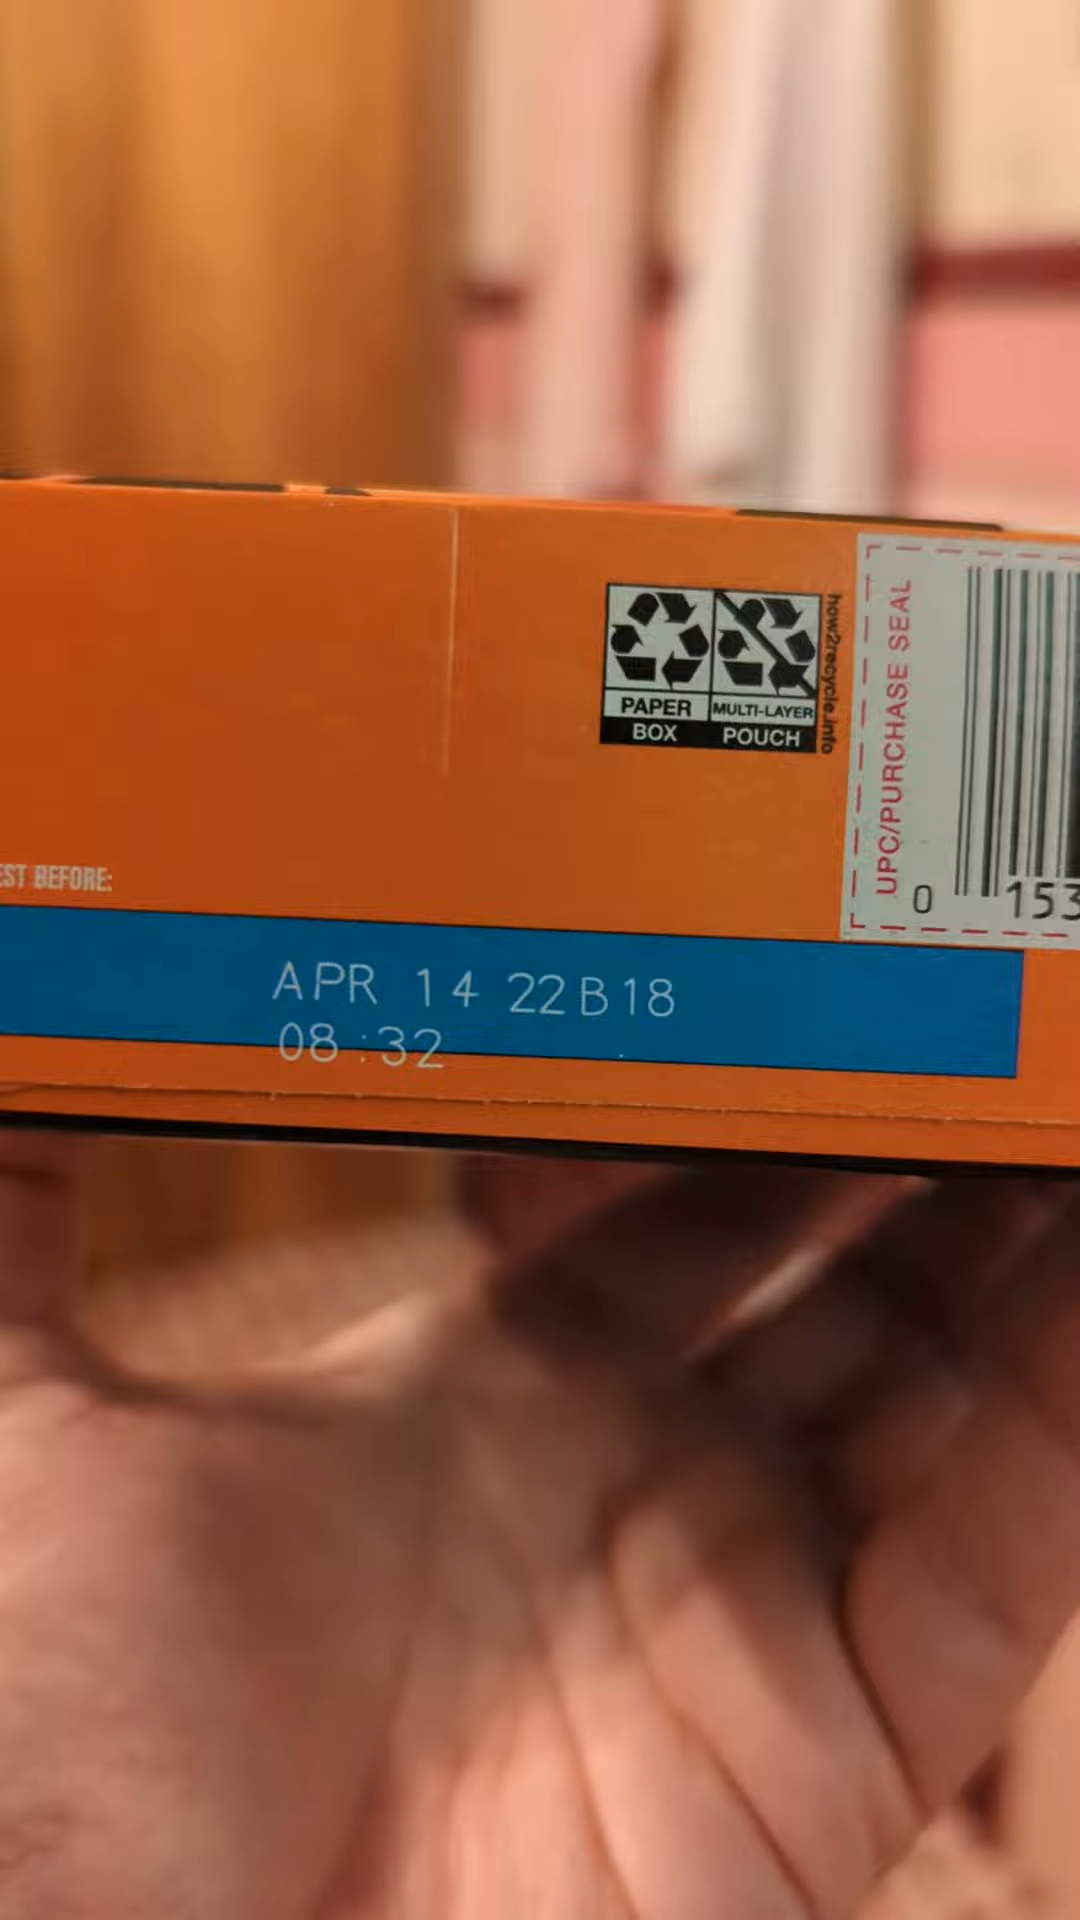 PAPER
BOX
MULTI-LAYER
POUCH
how2recycle.info
UPC/PURCHASE SEAL
0 153
EST BEFORE:
APR 14 22B18
08:32